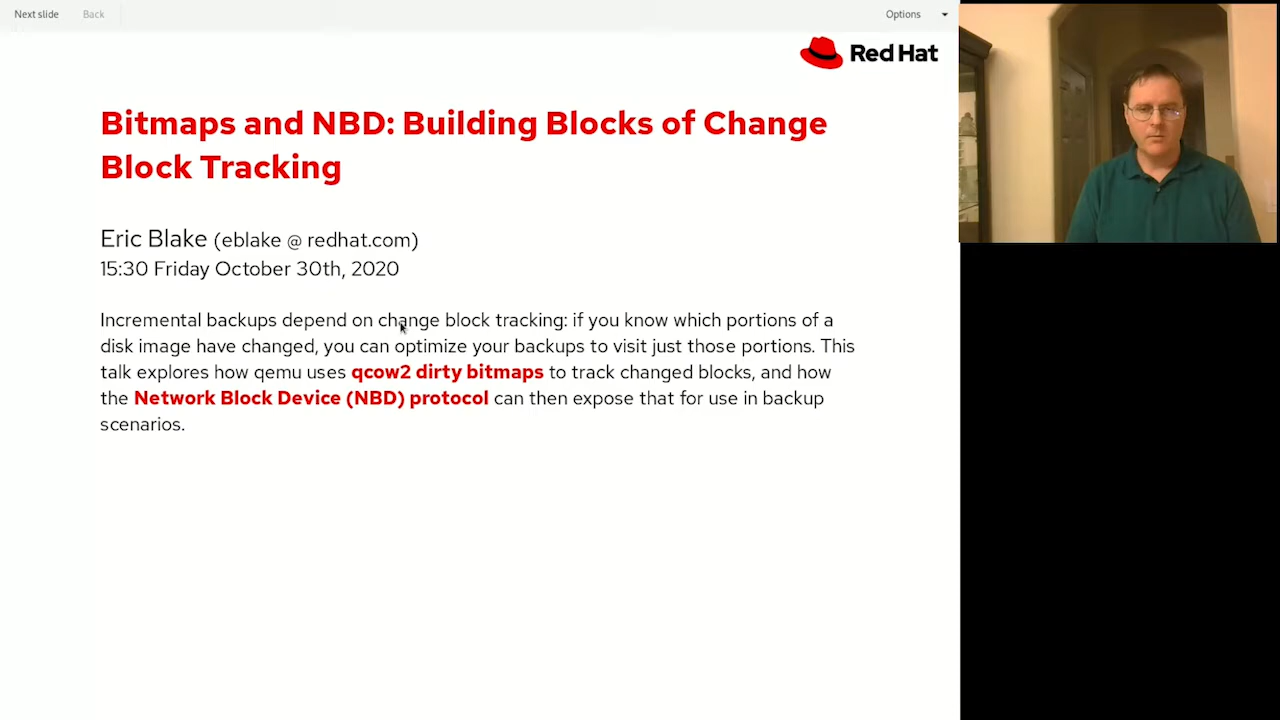 Next slide Back Options
Red Hat
Bitmaps and NBD: Building Blocks of Change
Block Tracking
Eric Blake (eblake @ redhat.com)
15:30 Friday October 30th, 2020
Incremental backups depend on change block tracking: if you know which portions of a
disk image have changed, you can optimize your backups to visit just those portions. This
talk explores how qemu uses qcow2 dirty bitmaps to track changed blocks, and how
the Network Block Device (NBD) protocol can then expose that for use in backup
scenarios.